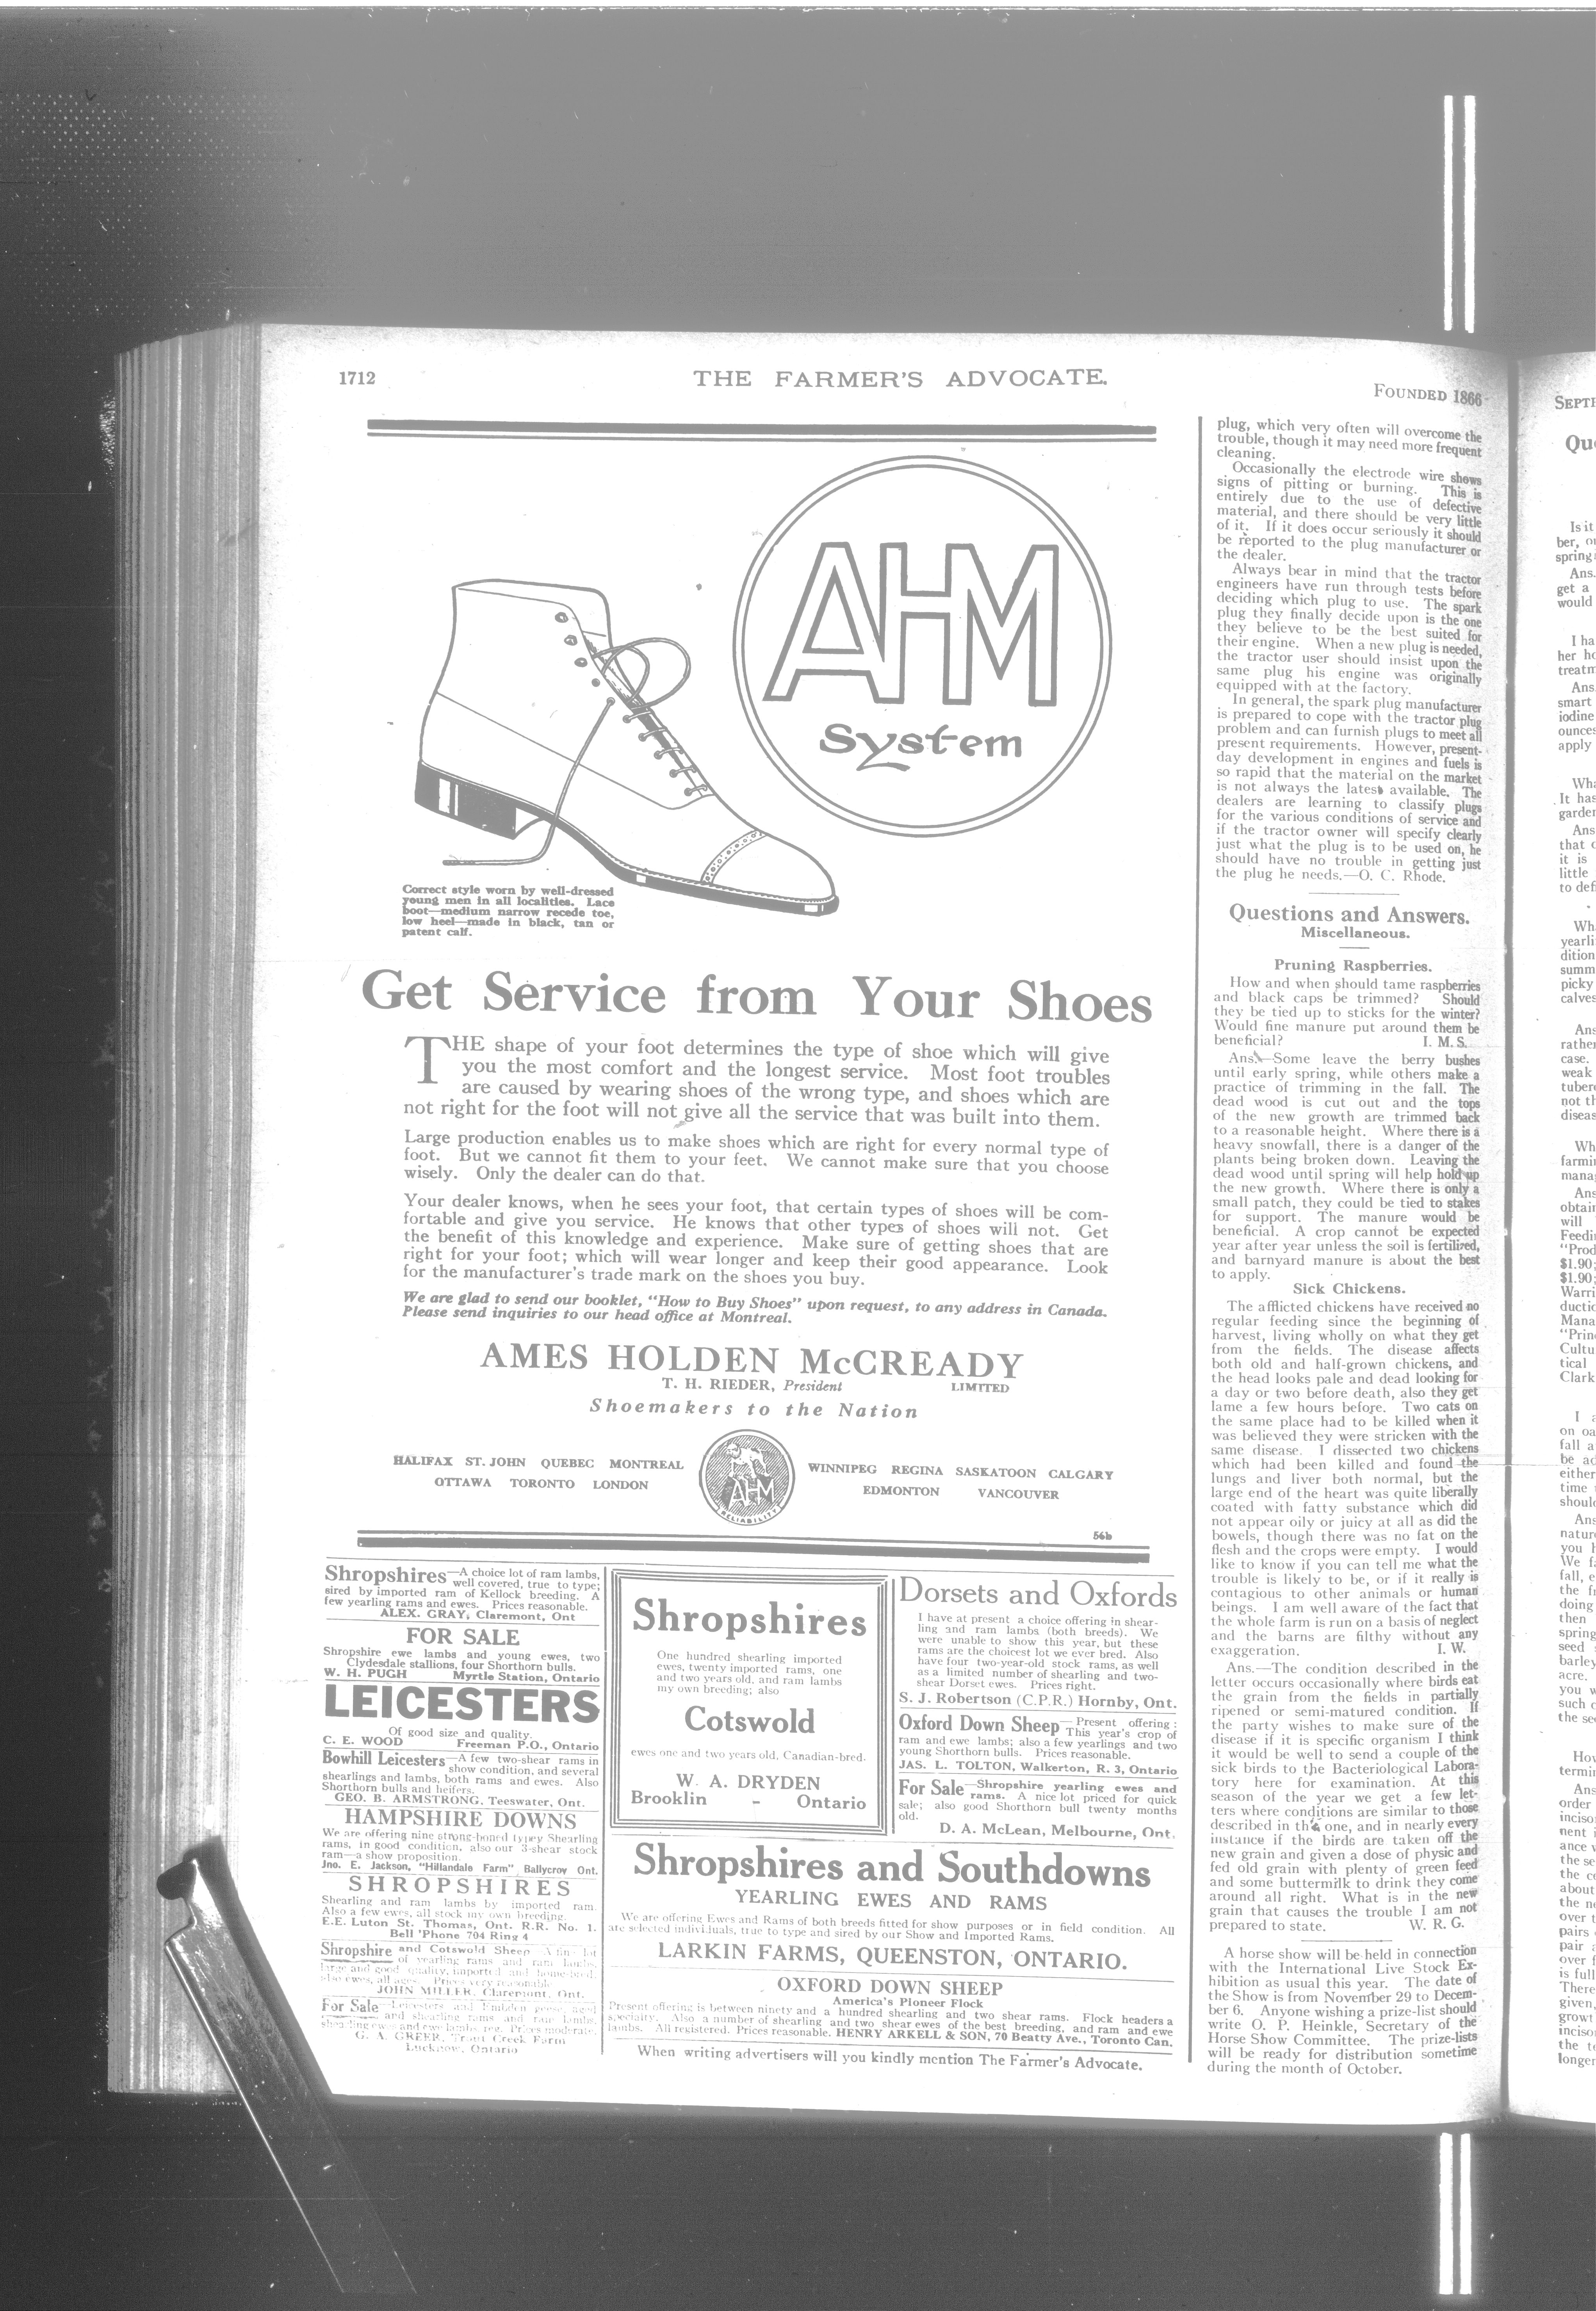 1712
THE FARMER'S ADVOCATE.
FOUNDED 1866
AHM
System
Correct style worn by well-dressed
young men in all localities. Lace
boot—medium narrow recede toe,
low heel—made in black, tan or
patent calf.
Get Service from Your Shoes
THE shape of your foot determines the type of shoe which will give
you the most comfort and the longest service. Most foot troubles
are caused by wearing shoes of the wrong type, and shoes which are
not right for the foot will not give all the service that was built into them.
Large production enables us to make shoes which are right for every normal type of
foot. But we cannot fit them to your feet. We cannot make sure that you choose
wisely. Only the dealer can do that.
Your dealer knows, when he sees your foot, that certain types of shoes will be com-
fortable and give you service. He knows that other types of shoes will not. Get
the benefit of this knowledge and experience. Make sure of getting shoes that are
right for your foot; which will wear longer and keep their good appearance. Look
for the manufacturer's trade mark on the shoes you buy.
We are glad to send our booklet, "How to Buy Shoes" upon request, to any address in Canada.
Please send inquiries to our head office at Montreal.
AMES HOLDEN McCREADY
T. H. RIEDER, President LIMITED
Shoemakers to the Nation
HALIFAX ST. JOHN QUEBEC MONTREAL
OTTAWA TORONTO LONDON
AHM
RELIABILITY
WINNIPEG REGINA SASKATOON CALGARY
EDMONTON VANCOUVER
56b
Shropshires—A choice lot of ram lambs,
well covered, true to type;
sired by imported ram of Kellock breeding. A
few yearling rams and ewes. Prices reasonable.
ALEX. GRAY, Claremont, Ont
FOR SALE
Shropshire ewe lambs and young ewes, two
Clydesdale stallions, four Shorthorn bulls.
W. H. PUGH Myrtle Station, Ontario
LEICESTERS
Of good size and quality.
C. E. WOOD Freeman P.O., Ontario
Bowhill Leicesters—A few two-shear rams in
show condition, and several
shearlings and lambs, both rams and ewes. Also
Shorthorn bulls and heifers.
GEO. B. ARMSTRONG, Teeswater, Ont.
HAMPSHIRE DOWNS
We are offering nine strong-boned typey Shearling
rams, in good condition, also our 3-shear stock
ram—a show proposition.
Jno. E. Jackson, "Hillandale Farm" Ballycroy Ont.
SHROPSHIRES
Shearling and ram lambs by imported ram.
Also a few ewes, all stock my own breeding.
E.E. Luton St. Thomas, Ont. R.R. No. 1.
Bell 'Phone 704 Ring 4
Shropshire and Cotswold Sheep—A fine lot
of yearling rams and ram lambs,
large and good quality, imported and home-bred,
also ewes, all ages. Prices very reasonable.
JOHN MILLER, Claremont, Ont.
For Sale—Leicesters and Embden geese, aged
and shearling rams and ram lambs,
shearling ewes and ewe lambs, reg. Prices moderate.
G. A. GREER, Trout Creek Farm
Lucknow, Ontario
Shropshires
One hundred shearling imported
ewes, twenty imported rams, one
and two years old, and ram lambs
my own breeding; also
Cotswold
ewes one and two years old, Canadian-bred.
W. A. DRYDEN
Brooklin - Ontario
Dorsets and Oxfords
I have at present a choice offering in shear-
ling and ram lambs (both breeds). We
were unable to show this year, but these
rams are the choicest lot we ever bred. Also
have four two-year-old stock rams, as well
as a limited number of shearling and two-
shear Dorset ewes. Prices right.
S. J. Robertson (C.P.R.) Hornby, Ont.
Oxford Down Sheep—Present offering:
This year's crop of
ram and ewe lambs; also a few yearlings and two
young Shorthorn bulls. Prices reasonable.
JAS. L. TOLTON, Walkerton, R. 3, Ontario
For Sale—Shropshire yearling ewes and
rams. A nice lot priced for quick
sale; also good Shorthorn bull twenty months
old.
D. A. McLean, Melbourne, Ont.
Shropshires and Southdowns
YEARLING EWES AND RAMS
We are offering Ewes and Rams of both breeds fitted for show purposes or in field condition. All
are selected individuals, true to type and sired by our Show and Imported Rams.
LARKIN FARMS, QUEENSTON, ONTARIO.
OXFORD DOWN SHEEP
America's Pioneer Flock
Present offering is between ninety and a hundred shearling and two shear rams. Flock headers a
specialty. Also a number of shearling and two shear ewes of the best breeding, and ram and ewe
lambs. All registered. Prices reasonable. HENRY ARKELL & SON, 70 Beatty Ave., Toronto Can.
When writing advertisers will you kindly mention The Farmer's Advocate.
plug, which very often will overcome the
trouble, though it may need more frequent
cleaning.
Occasionally the electrode wire shows
signs of pitting or burning. This is
entirely due to the use of defective
material, and there should be very little
of it. If it does occur seriously it should
be reported to the plug manufacturer or
the dealer.
Always bear in mind that the tractor
engineers have run through tests before
deciding which plug to use. The spark
plug they finally decide upon is the one
they believe to be the best suited for
their engine. When a new plug is needed,
the tractor user should insist upon the
same plug his engine was originally
equipped with at the factory.
In general, the spark plug manufacturer
is prepared to cope with the tractor plug
problem and can furnish plugs to meet all
present requirements. However, present-
day development in engines and fuels is
so rapid that the material on the market
is not always the latest available. The
dealers are learning to classify plugs
for the various conditions of service and
if the tractor owner will specify clearly
just what the plug is to be used on, he
should have no trouble in getting just
the plug he needs.—O. C. Rhode.
Questions and Answers.
Miscellaneous.
Pruning Raspberries.
How and when should tame raspberries
and black caps be trimmed? Should
they be tied up to sticks for the winter?
Would fine manure put around them be
beneficial? I. M. S.
Ans.—Some leave the berry bushes
until early spring, while others make a
practice of trimming in the fall. The
dead wood is cut out and the tops
of the new growth are trimmed back
to a reasonable height. Where there is a
heavy snowfall, there is a danger of the
plants being broken down. Leaving the
dead wood until spring will help hold up
the new growth. Where there is only a
small patch, they could be tied to stakes
for support. The manure would be
beneficial. A crop cannot be expected
year after year unless the soil is fertilized,
and barnyard manure is about the best
to apply.
Sick Chickens.
The afflicted chickens have received no
regular feeding since the beginning of
harvest, living wholly on what they get
from the fields. The disease affects
both old and half-grown chickens, and
the head looks pale and dead looking for
a day or two before death, also they get
lame a few hours before. Two cats on
the same place had to be killed when it
was believed they were stricken with the
same disease. I dissected two chickens
which had been killed and found the
lungs and liver both normal, but the
large end of the heart was quite liberally
coated with fatty substance which did
not appear oily or juicy at all as did the
bowels, though there was no fat on the
flesh and the crops were empty. I would
like to know if you can tell me what the
trouble is likely to be, or if it really is
contagious to other animals or human
beings. I am well aware of the fact that
the whole farm is run on a basis of neglect
and the barns are filthy without any
exaggeration. I. W.
Ans.—The condition described in the
letter occurs occasionally where birds eat
the grain from the fields in partially
ripened or semi-matured condition. If
the party wishes to make sure of the
disease if it is specific organism I think
it would be well to send a couple of the
sick birds to the Bacteriological Labora-
tory here for examination. At this
season of the year we get a few let-
ters where conditions are similar to those
described in this one, and in nearly every
instance if the birds are taken off the
new grain and given a dose of physic and
fed old grain with plenty of green feed
and some buttermilk to drink they come
around all right. What is in the new
grain that causes the trouble I am not
prepared to state. W. R. G.
A horse show will be held in connection
with the International Live Stock Ex-
hibition as usual this year. The date of
the Show is from November 29 to Decem-
ber 6. Anyone wishing a prize-list should
write O. P. Heinkle, Secretary of the
Horse Show Committee. The prize-lists
will be ready for distribution sometime
during the month of October.